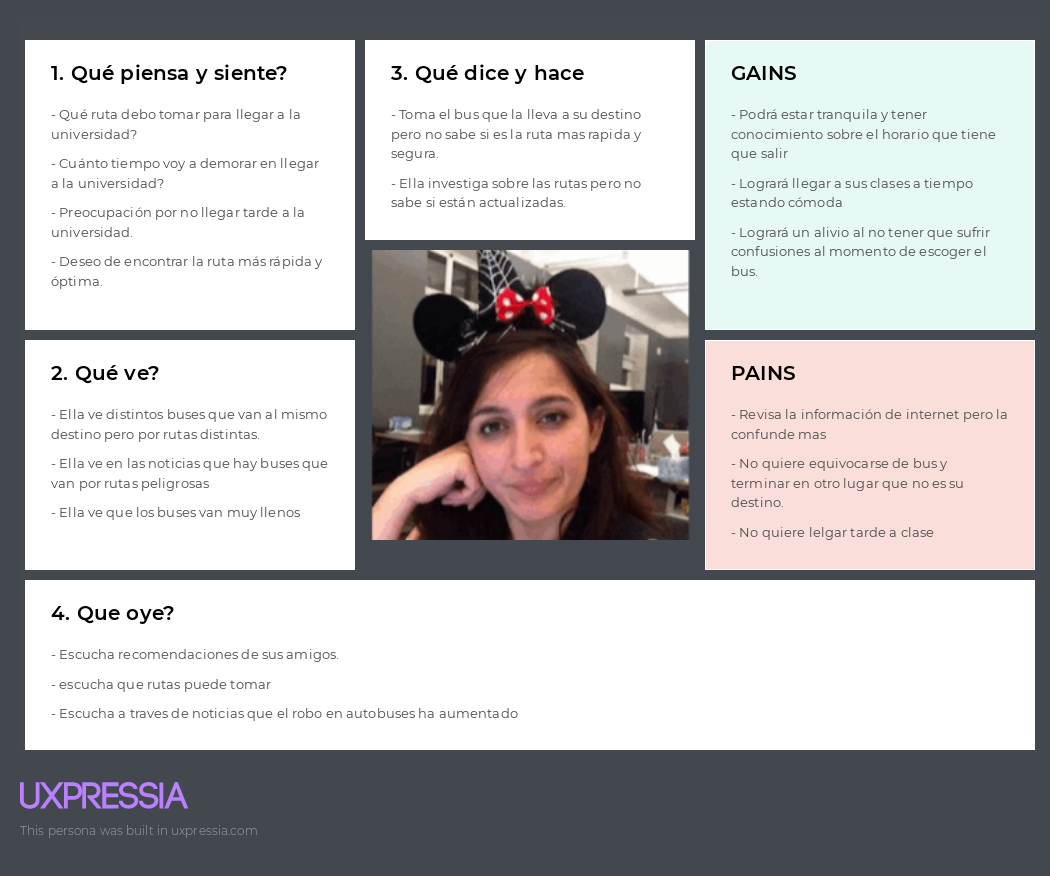 1. Qué piensa y siente?
- Qué ruta debo tomar para llegar a la
universidad?
- Cuánto tiempo voy a demorar en llegar
a la universidad?
- Preocupación por no llegar tarde a la
universidad.
- Deseo de encontrar la ruta más rápida y
óptima.
2. Qué ve?
- Ella ve distintos buses que van al mismo
destino pero por rutas distintas.
- Ella ve en las noticias que hay buses que
van por rutas peligrosas
- Ella ve que los buses van muy llenos
3. Qué dice y hace
- Toma el bus que la lleva a su destino
pero no sabe si es la ruta mas rapida y
segura.
- Ella investiga sobre las rutas pero no
sabe si están actualizadas.
GAINS
- Podrá estar tranquila y tener
conocimiento sobre el horario que tiene
que salir
- Logrará llegar a sus clases a tiempo
estando cómoda
- Logrará un alivio al no tener que sufrir
confusiones al momento de escoger el
bus.
PAINS
- Revisa la información de internet pero la
confunde mas
- No quiere equivocarse de bus y
terminar en otro lugar que no es su
destino.
- No quiere lelgar tarde a clase
4. Que oye?
- Escucha recomendaciones de sus amigos.
- escucha que rutas puede tomar
- Escucha a traves de noticias que el robo en autobuses ha aumentado
UXPRESSIA
This persona was built in uxpressia.com